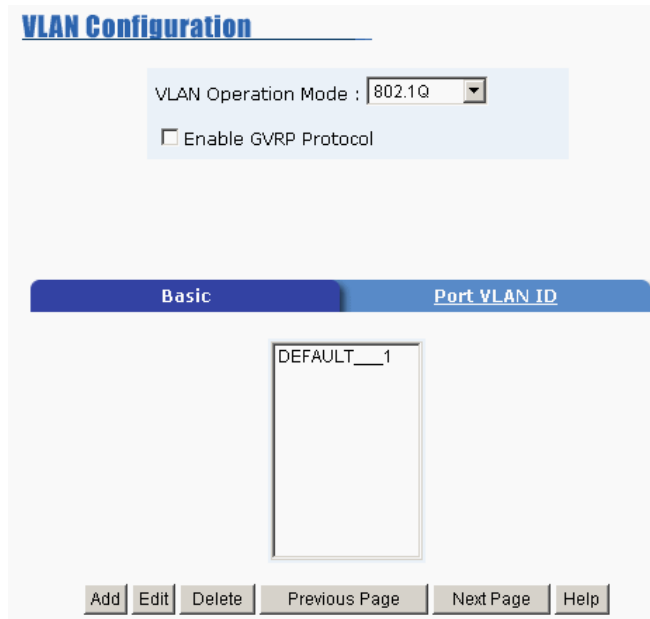 VLAN Configuration
VLAN Operation Mode : 802.1Q
Enable GVRP Protocol
Basic Port VLAN ID
DEFAULT___1
Add Edit Delete Previous Page Next Page Help